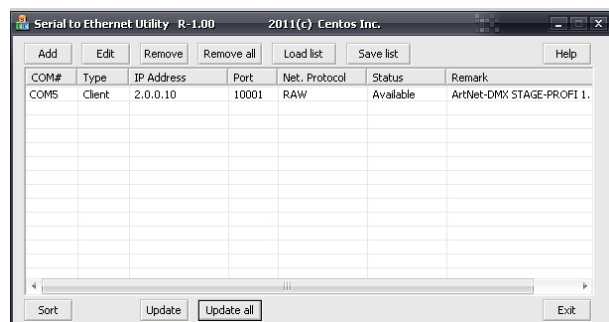 Serial to Ethernet Utility R-1.00 2011(c) Centos Inc.
Add Edit Remove Remove all Load list Save list Help
COM# Type IP Address Port Net. Protocol Status Remark
COM5 Client 2.0.0.10 10001 RAW Available ArtNet-DMX STAGE-PROFI 1.
Sort Update Update all Exit